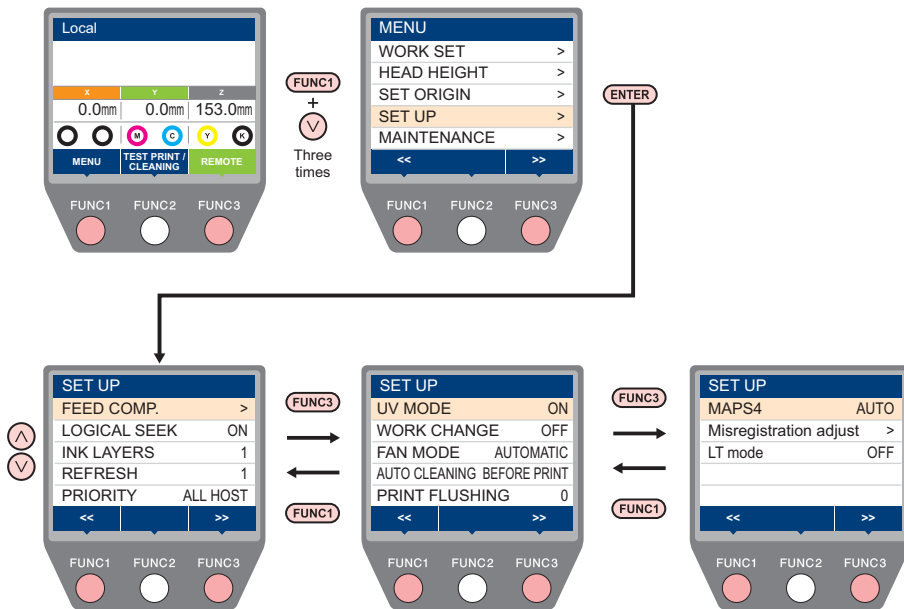 Local
X Y Z
0.0mm 0.0mm 153.0mm
M C Y K
MENU TEST PRINT / CLEANING REMOTE
FUNC1 FUNC2 FUNC3
FUNC1
+
Three
times
MENU
WORK SET >
HEAD HEIGHT >
SET ORIGIN >
SET UP >
MAINTENANCE >
<< >>
FUNC1 FUNC2 FUNC3
ENTER
SET UP
FEED COMP. >
LOGICAL SEEK ON
INK LAYERS 1
REFRESH 1
PRIORITY ALL HOST
<< >>
FUNC1 FUNC2 FUNC3
FUNC3
FUNC1
SET UP
UV MODE ON
WORK CHANGE OFF
FAN MODE AUTOMATIC
AUTO CLEANING BEFORE PRINT
PRINT FLUSHING 0
<< >>
FUNC1 FUNC2 FUNC3
FUNC3
FUNC1
SET UP
MAPS4 AUTO
Misregistration adjust >
LT mode OFF
<< >>
FUNC1 FUNC2 FUNC3